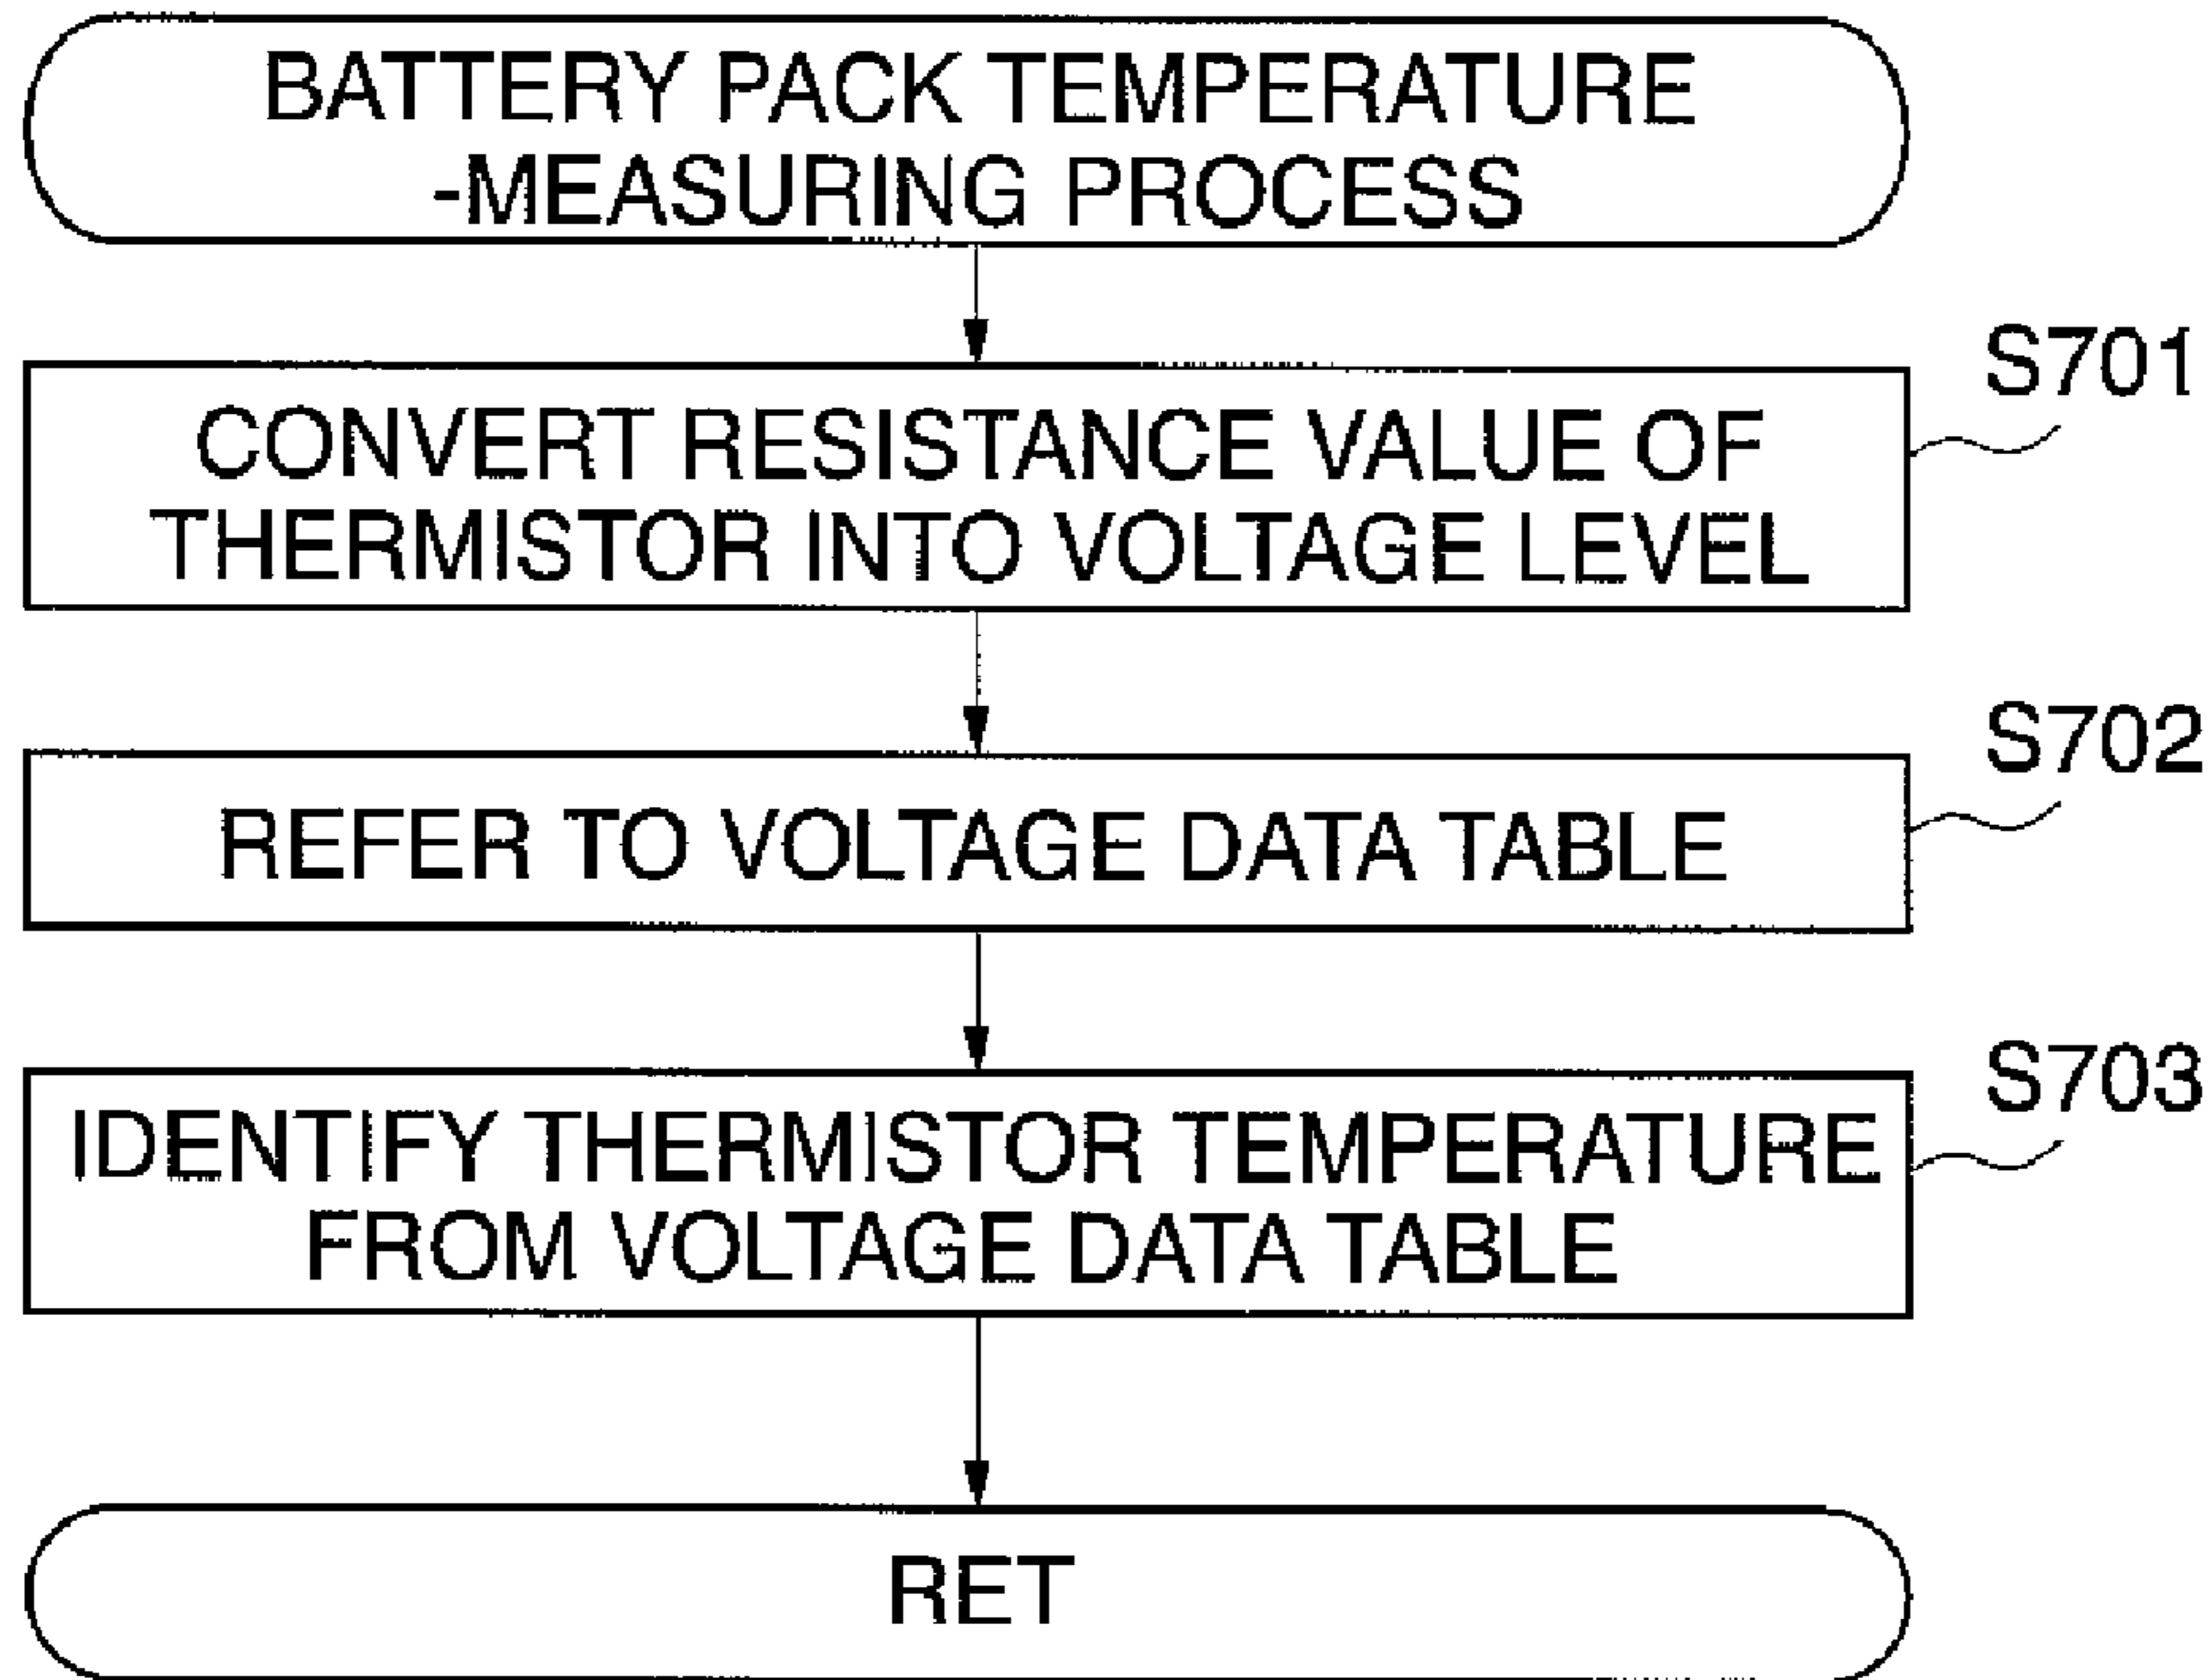 BATTERY PACK TEMPERATURE
-MEASURING PROCESS
S701
CONVERT RESISTANCE VALUE OF
THERMISTOR INTO VOLTAGE LEVEL
S702
REFER TO VOLTAGE DATA TABLE
S703
IDENTIFY THERMISTOR TEMPERATURE
FROM VOLTAGE DATA TABLE
RET